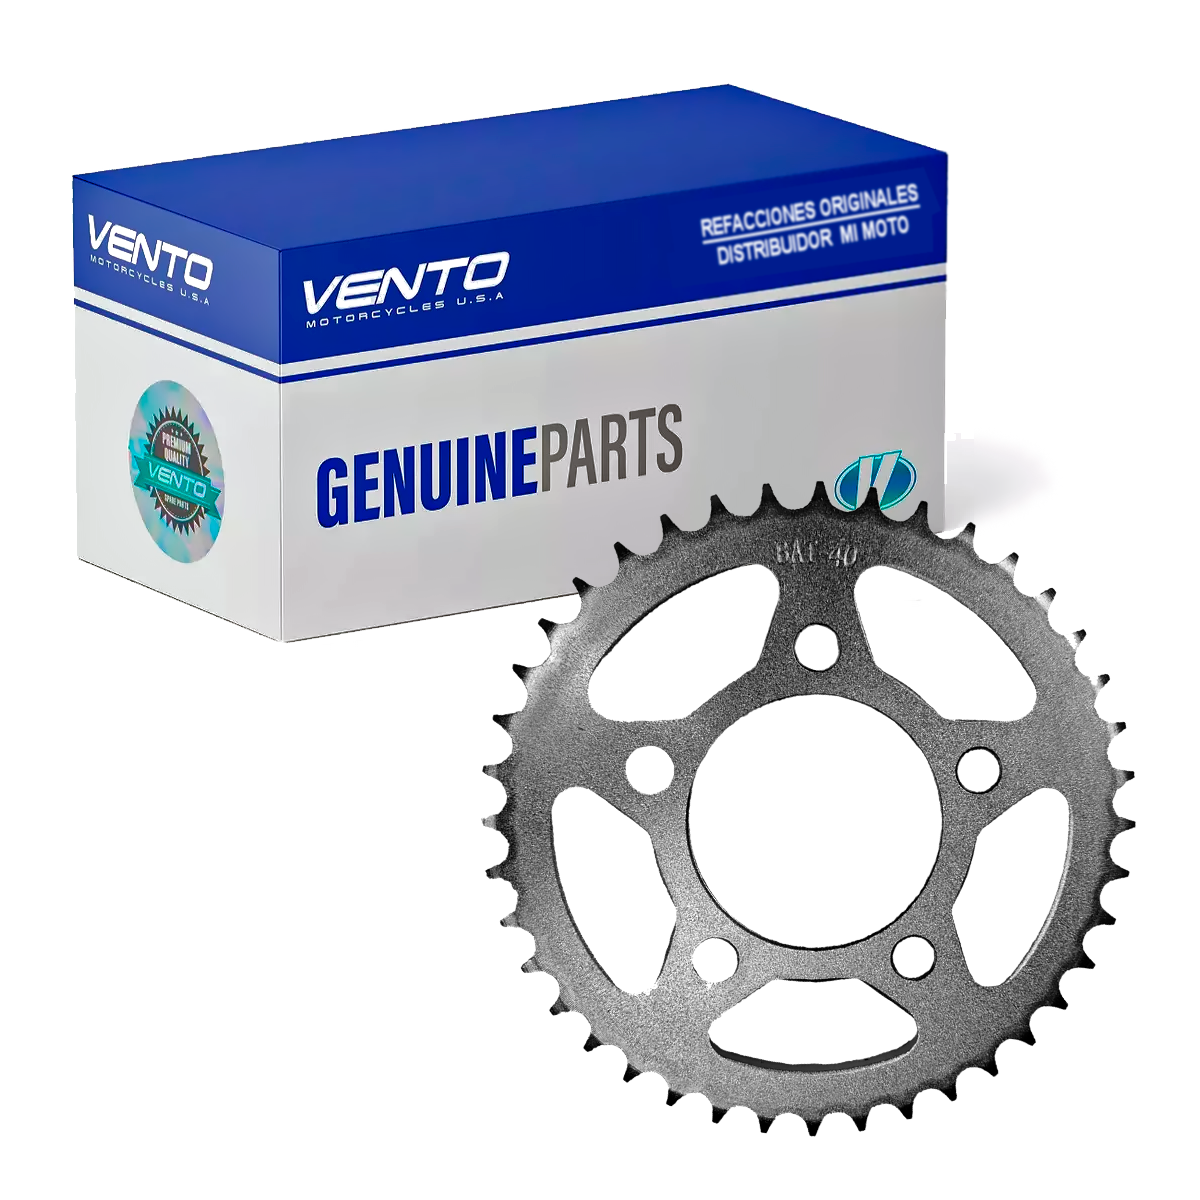 VENTO
MOTORCYCLES U.S.A
VENTO
MOTORCYCLES U.S.A
REFACCIONES ORIGINALES
DISTRIBUIDOR MI MOTO
GENUINEPARTS
PREMIUM
QUALITY
VENTO
SPARE PARTS
BAT 40